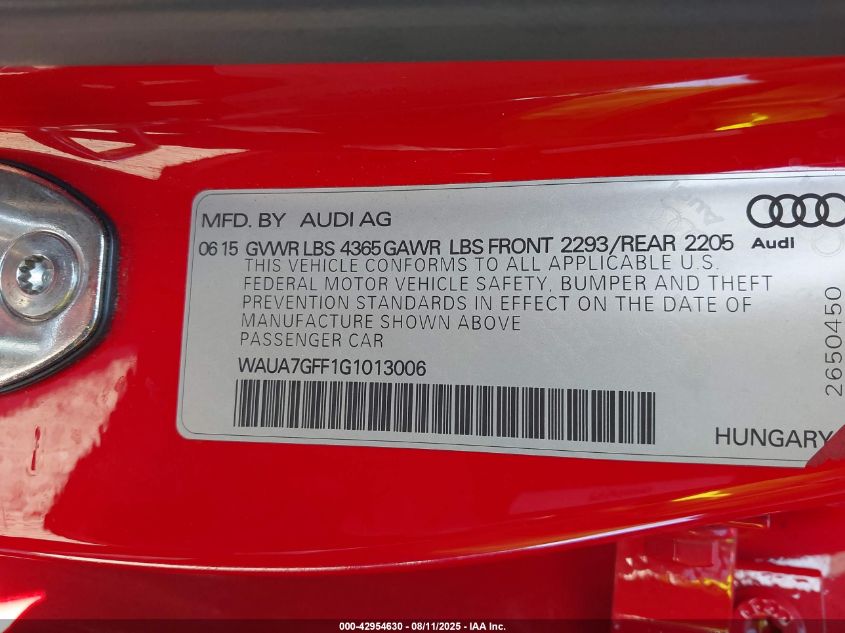 MFD. BY AUDI AG
06 15 GVWR LBS 4365 GAWR LBS FRONT 2293/REAR 2205
Audi
THIS VEHICLE CONFORMS TO ALL APPLICABLE U.S.
FEDERAL MOTOR VEHICLE SAFETY, BUMPER AND THEFT
PREVENTION STANDARDS IN EFFECT ON THE DATE OF
MANUFACTURE SHOWN ABOVE
PASSENGER CAR
WAUA7GFF1G1013006
HUNGARY
2650450
000-42954630 - 08/11/2025 - IAA Inc.